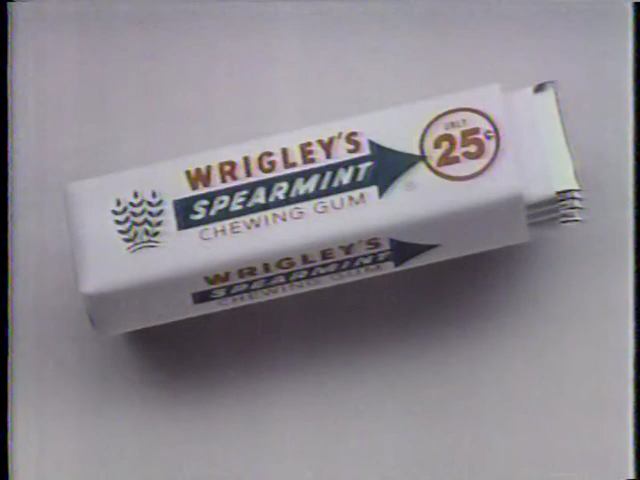 WRIGLEY'S
SPEARMINT
CHEWING GUM
ONLY
25¢
WRIGLEY'S
SPEARMINT
CHEWING GUM